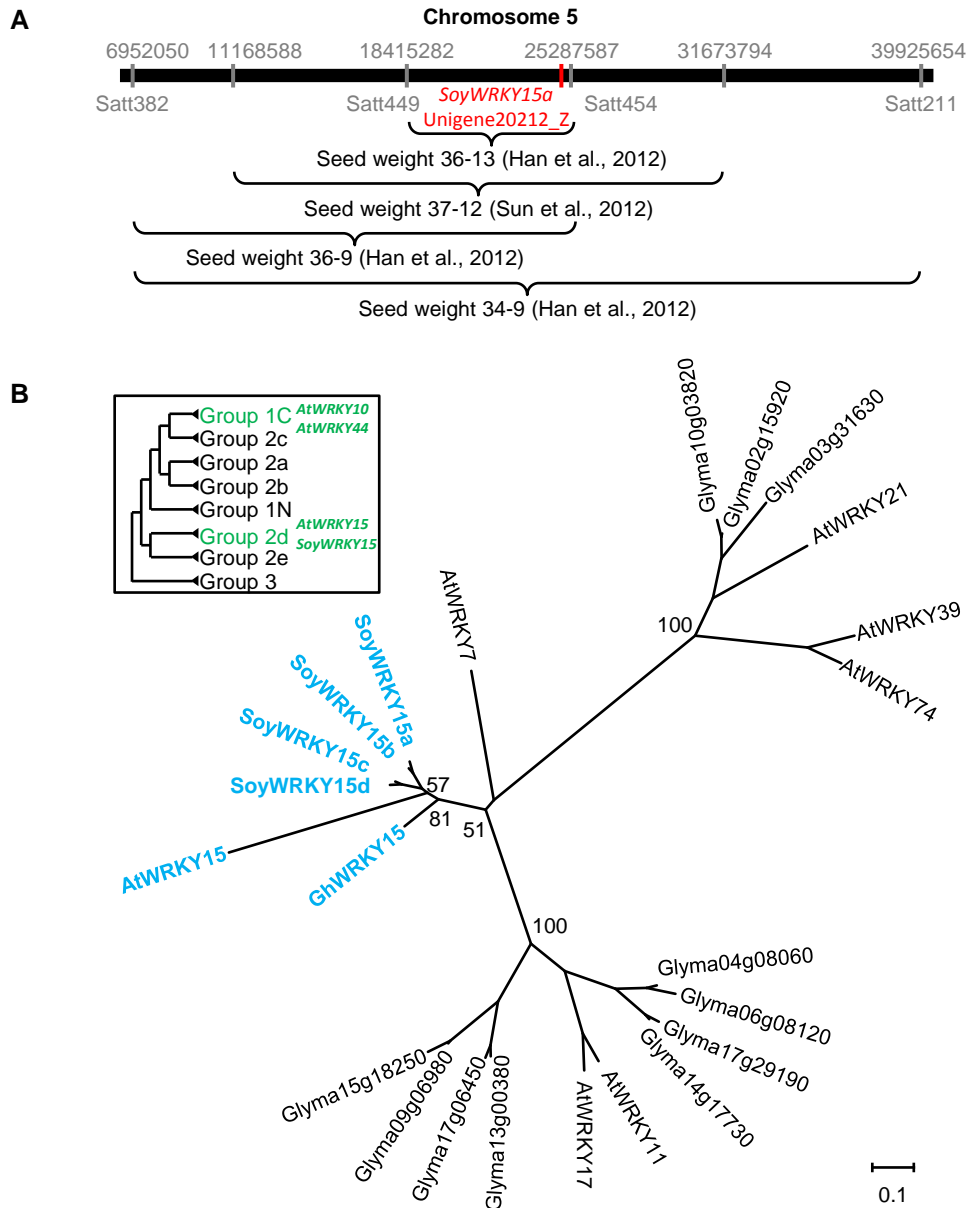 A
Chromosome 5
6952050 11168588 18415282 25287587 31673794 39925654
Satt382 Satt449 SoyWRKY15a Satt454 Satt211
Unigene20212_Z
Seed weight 36-13 (Han et al., 2012)
Seed weight 37-12 (Sun et al., 2012)
Seed weight 36-9 (Han et al., 2012)
Seed weight 34-9 (Han et al., 2012)
B
Group 1C AtWRKY10
AtWRKY44
Group 2c
Group 2a
Group 2b
Group 1N
Group 2d AtWRKY15
SoyWRKY15
Group 2e
Group 3
Glyma10g03820
Glyma02g15920
Glyma03g31630
AtWRKY21
AtWRKY39
AtWRKY74
100
AtWRKY7
SoyWRKY15a
SoyWRKY15b
SoyWRKY15c
SoyWRKY15d
57
81
51
AtWRKY15
GhWRKY15
100
Glyma04g08060
Glyma06g08120
Glyma17g29190
Glyma14g17730
AtWRKY11
AtWRKY17
Glyma13g00380
Glyma17g06450
Glyma09g06980
Glyma15g18250
0.1